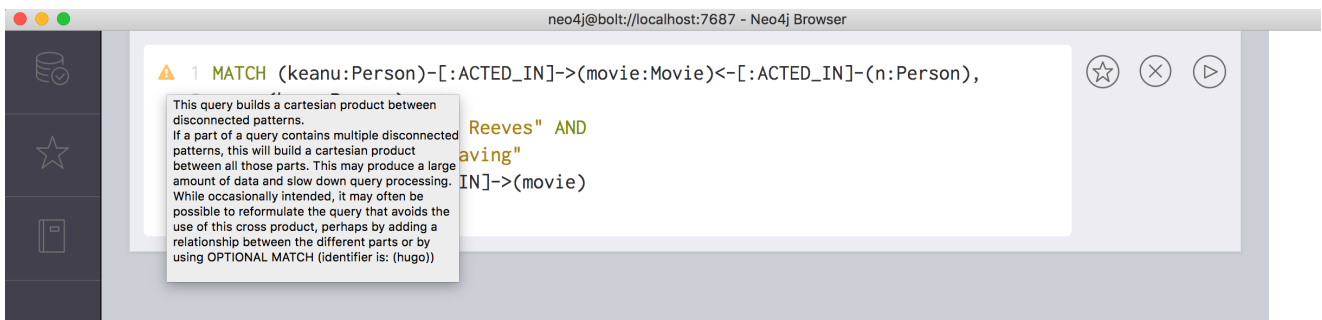 neo4j@bolt://localhost:7687 - Neo4j Browser
1 MATCH (keanu:Person)-[:ACTED_IN]->(movie:Movie)<-[:ACTED_IN]-(n:Person),
This query builds a cartesian product between
disconnected patterns.
If a part of a query contains multiple disconnected
patterns, this will build a cartesian product
between all those parts. This may produce a large
amount of data and slow down query processing.
While occasionally intended, it may often be
possible to reformulate the query that avoids the
use of this cross product, perhaps by adding a
relationship between the different parts or by
using OPTIONAL MATCH (identifier is: (hugo))
Reeves" AND
aving"
IN]->(movie)